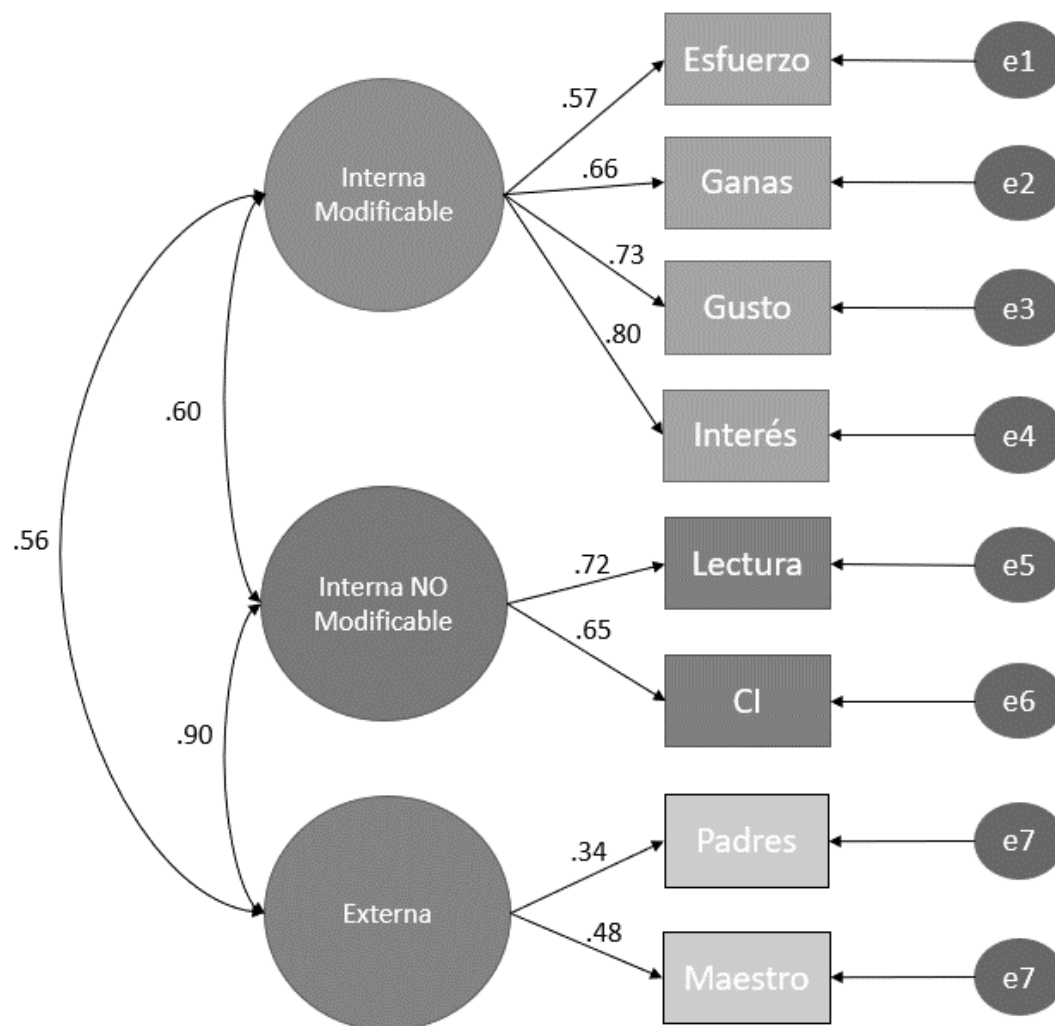 Esfuerzo
e1
.57
Interna
Modificable
.66
Ganas
e2
.73
Gusto
e3
.80
.60
Interés
e4
.56
Interna NO
Modificable
.72
Lectura
e5
.65
CI
e6
.90
Externa
.34
Padres
e7
.48
Maestro
e7